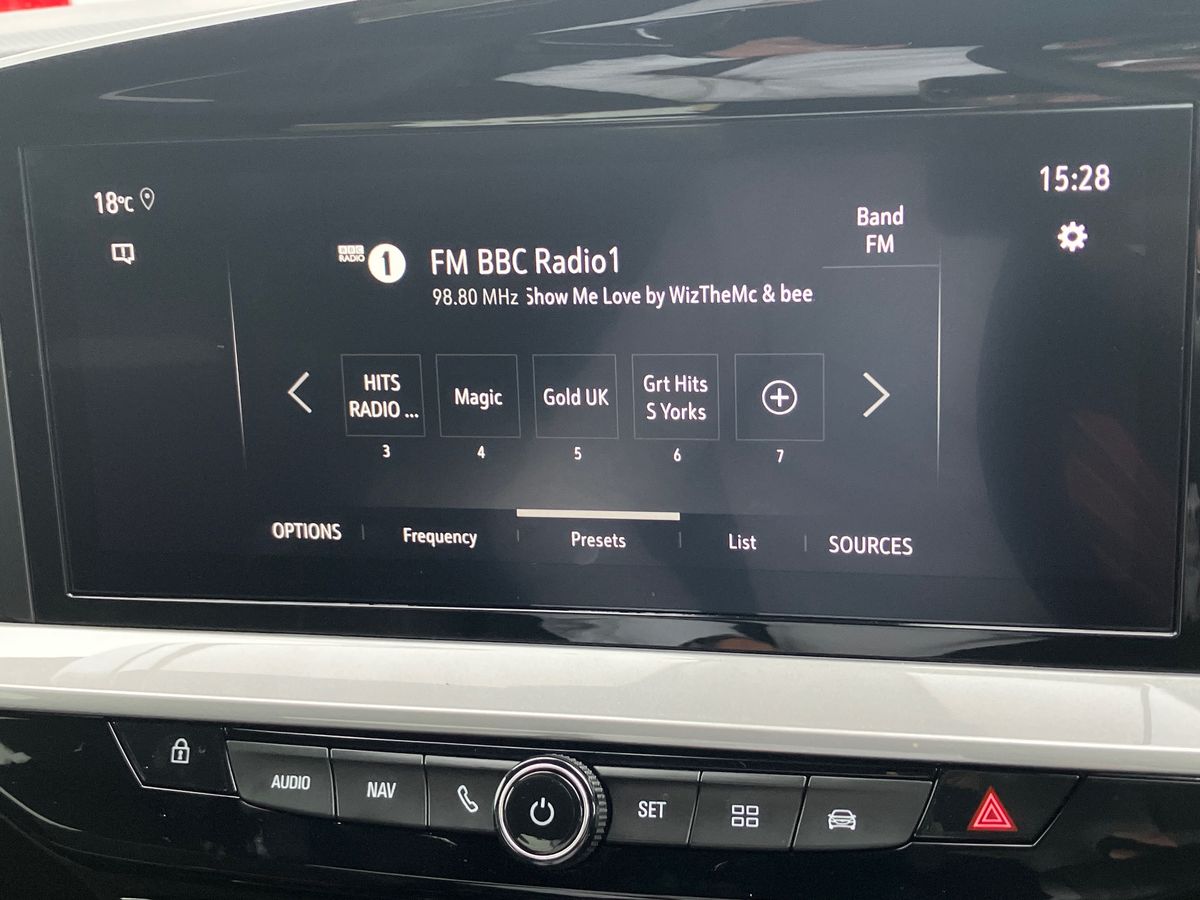 18°C
15:28
Band
FM
BBC
RADIO
1
FM BBC Radio1
98.80 MHz Show Me Love by WizTheMc & bee
HITS
RADIO ...
Magic
Gold UK
Grt Hits
S Yorks
3
4
5
6
7
OPTIONS
Frequency
Presets
List
SOURCES
AUDIO
NAV
SET